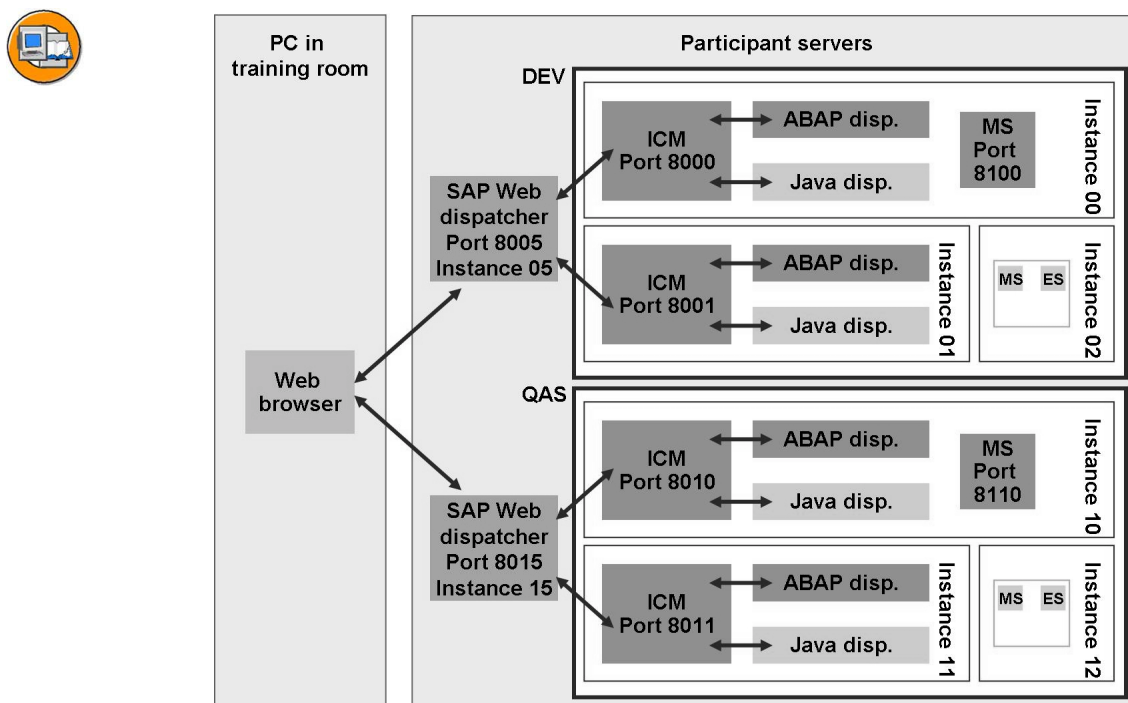 PC in
training room
Participant servers
DEV
ICM
Port 8000
ABAP disp.
Java disp.
MS
Port
8100
Instance 00
SAP Web
dispatcher
Port 8005
Instance 05
ICM
Port 8001
ABAP disp.
Java disp.
Instance 01
MS
ES
Instance 02
Web
browser
QAS
ICM
Port 8010
ABAP disp.
Java disp.
MS
Port
8110
Instance 10
SAP Web
dispatcher
Port 8015
Instance 15
ICM
Port 8011
ABAP disp.
Java disp.
Instance 11
MS
ES
Instance 12